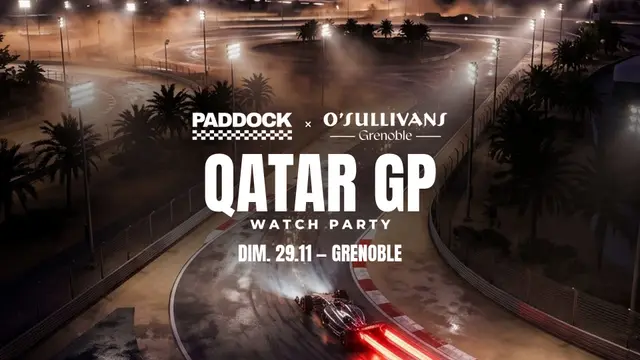 PADDOCK × O'SULLIVANS
Grenoble
QATAR GP
WATCH PARTY
DIM. 29.11 – GRENOBLE